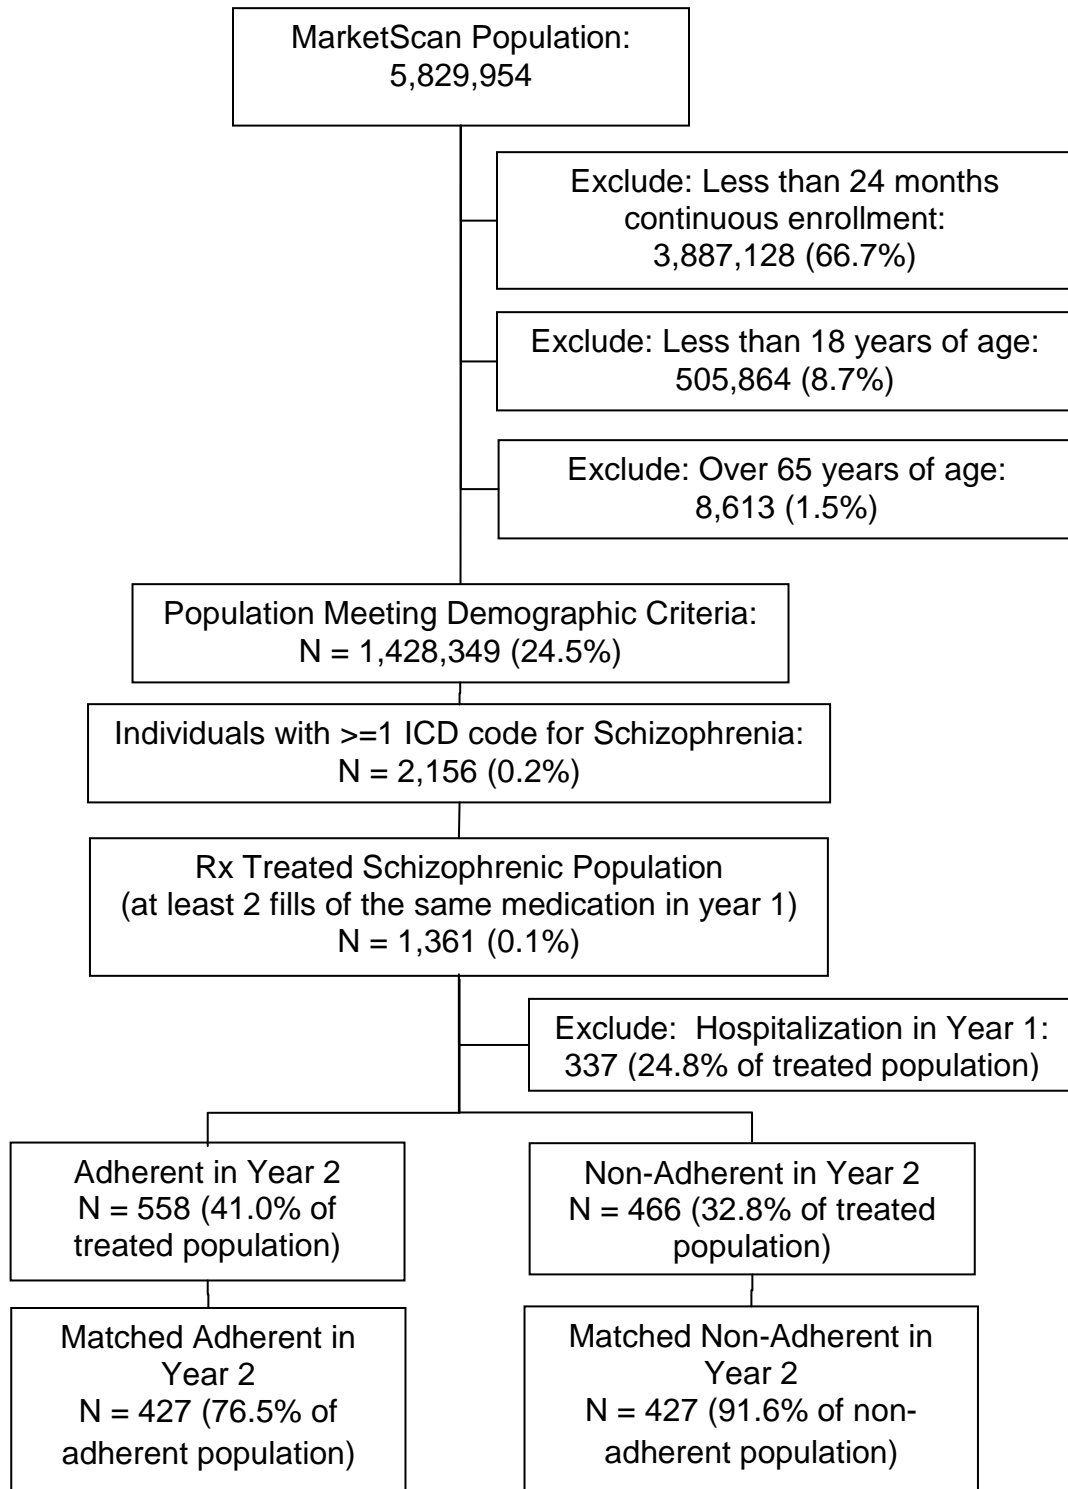 MarketScan Population:
5,829,954
Exclude: Less than 24 months
continuous enrollment:
3,887,128 (66.7%)
Exclude: Less than 18 years of age:
505,864 (8.7%)
Exclude: Over 65 years of age:
8,613 (1.5%)
Population Meeting Demographic Criteria:
N = 1,428,349 (24.5%)
Individuals with >=1 ICD code for Schizophrenia:
N = 2,156 (0.2%)
Rx Treated Schizophrenic Population
(at least 2 fills of the same medication in year 1)
N = 1,361 (0.1%)
Exclude:  Hospitalization in Year 1:
337 (24.8% of treated population)
Adherent in Year 2
N = 558 (41.0% of
treated population)
Non-Adherent in Year 2
N = 466 (32.8% of treated
population)
Matched Adherent in
Year 2
N = 427 (76.5% of
adherent population)
Matched Non-Adherent in
Year 2
N = 427 (91.6% of non-
adherent population)